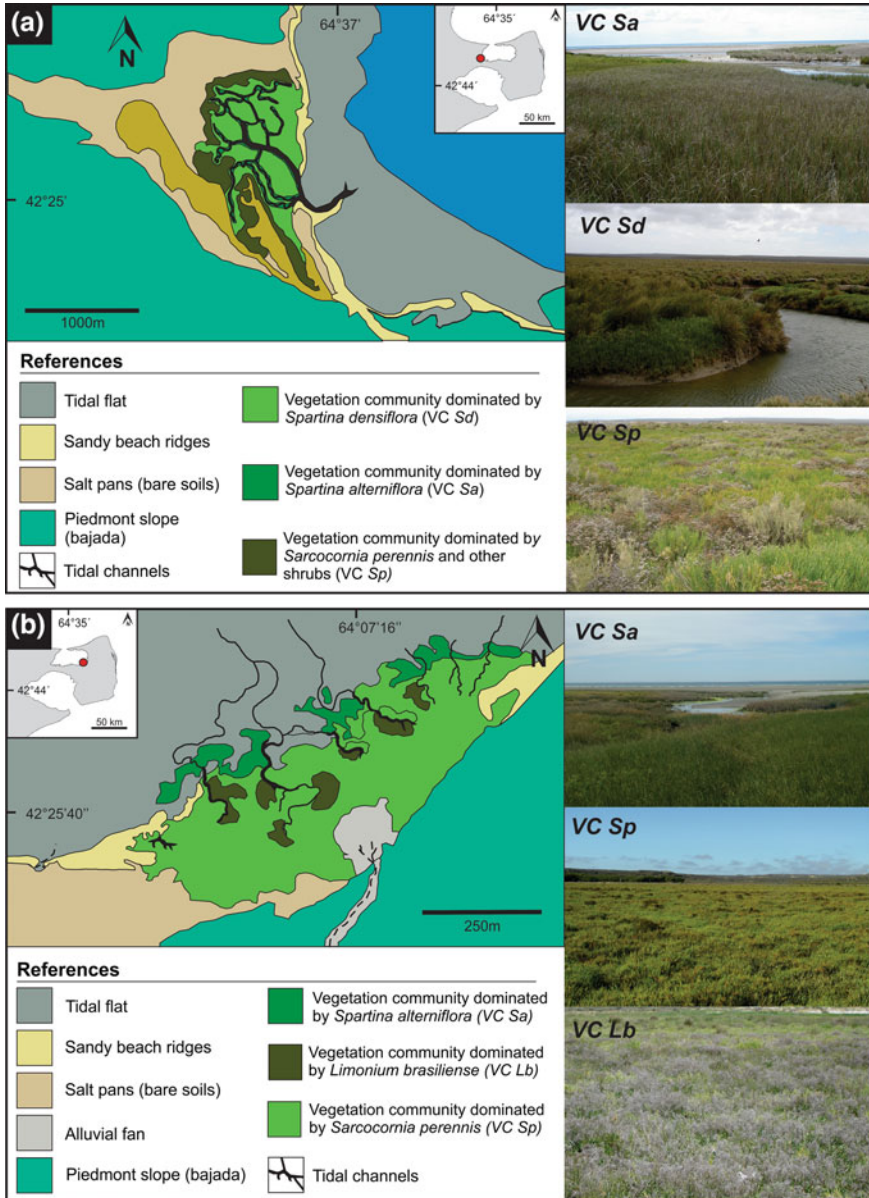 (a)
N
64°37'
64°35'
42°44'
50 km
42°25'
1000m
References
Tidal flat
Sandy beach ridges
Salt pans (bare soils)
Piedmont slope
(bajada)
Tidal channels
Vegetation community dominated by
Spartina densiflora (VC Sd)
Vegetation community dominated by
Spartina alterniflora (VC Sa)
Vegetation community dominated by
Sarcocornia perennis and other
shrubs (VC Sp)
VC Sa
VC Sd
VC Sp
(b)
64°35'
42°44'
50 km
64°07'16''
N
42°25'40''
250m
References
Tidal flat
Sandy beach ridges
Salt pans (bare soils)
Alluvial fan
Piedmont slope (bajada)
Vegetation community dominated
by Spartina alterniflora (VC Sa)
Vegetation community dominated
by Limonium brasiliense (VC Lb)
Vegetation community dominated
by Sarcocornia perennis (VC Sp)
Tidal channels
VC Sa
VC Sp
VC Lb